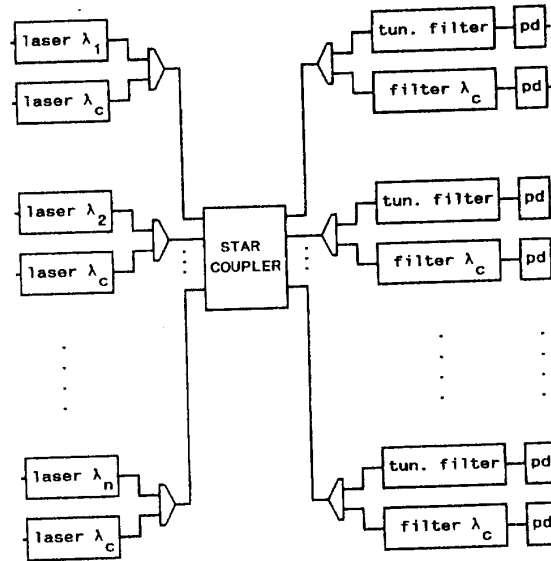 laser λ1
laser λc
tun. filter
pd
filter λc
pd
laser λ2
laser λc
STAR
COUPLER
tun. filter
pd
filter λc
pd
laser λn
laser λc
tun. filter
pd
filter λc
pd